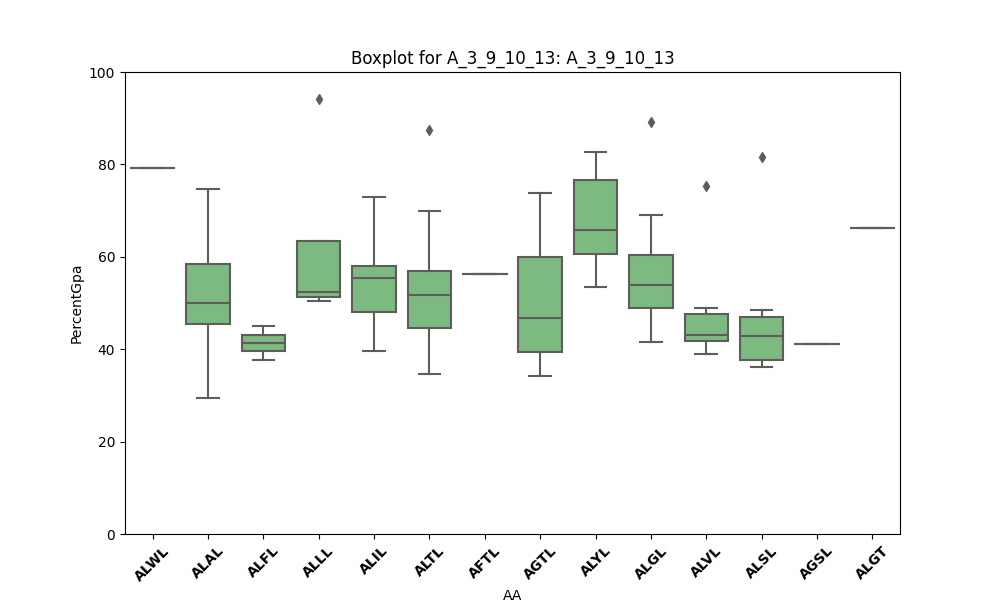 Boxplot for A_3_9_10_13: A_3_9_10_13
PercentGpa
100
80
60
40
20
0
ALWL ALAL ALFL ALLL ALIL ALTL AFTL AGTL ALYL ALGL ALVL ALSL AGSL ALGT
AA